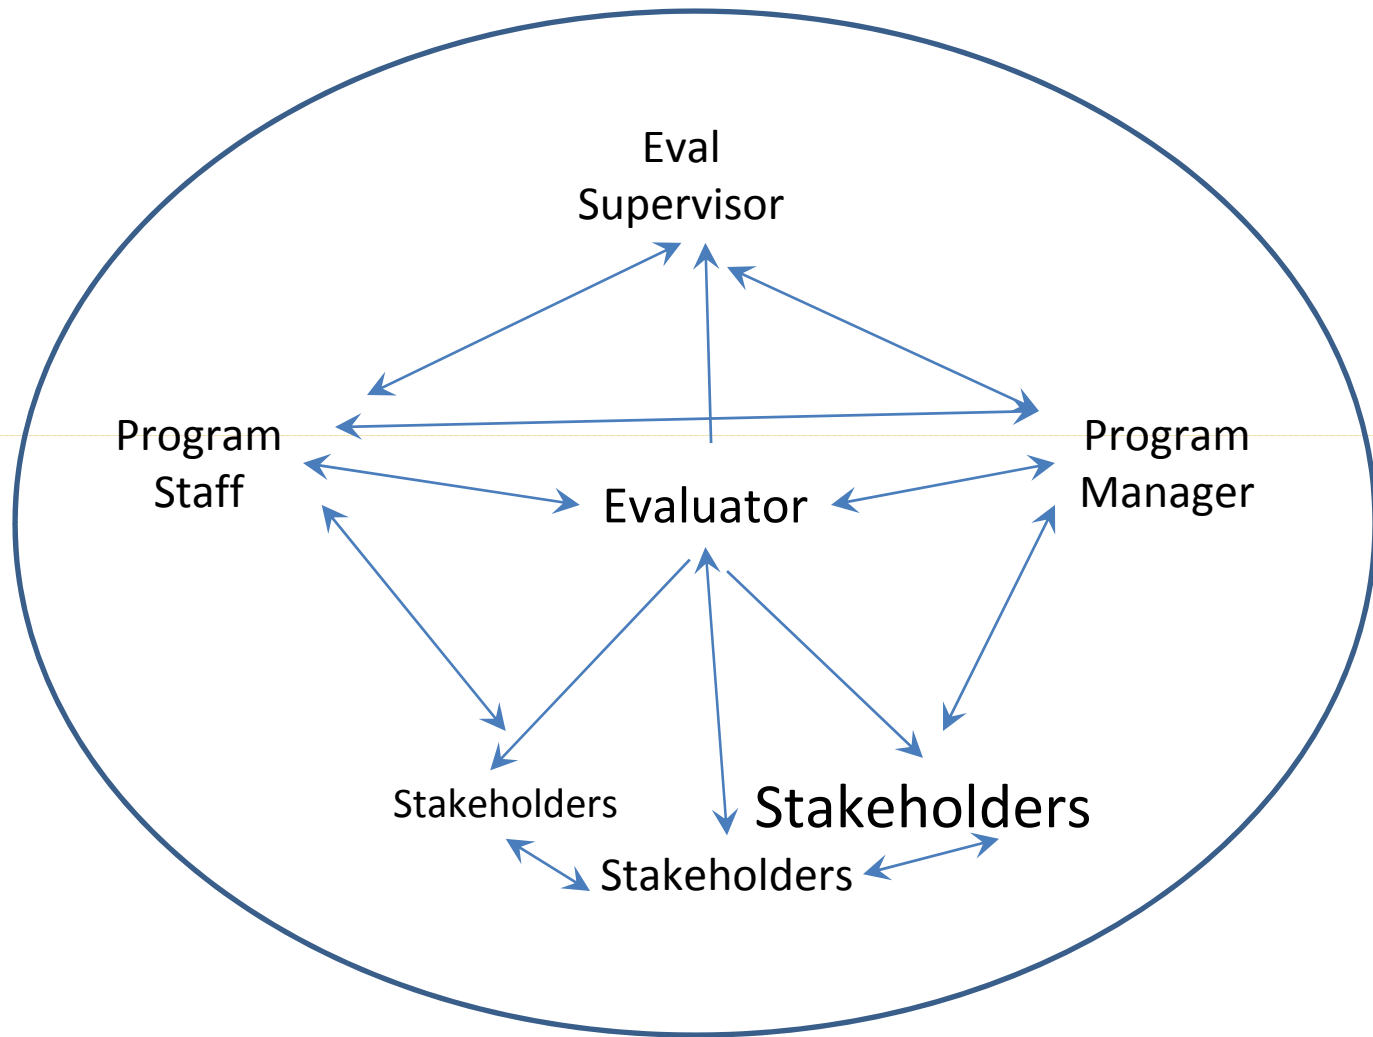 Eval
Supervisor
Program
Staff
Evaluator
Program
Manager
Stakeholders
Stakeholders
Stakeholders